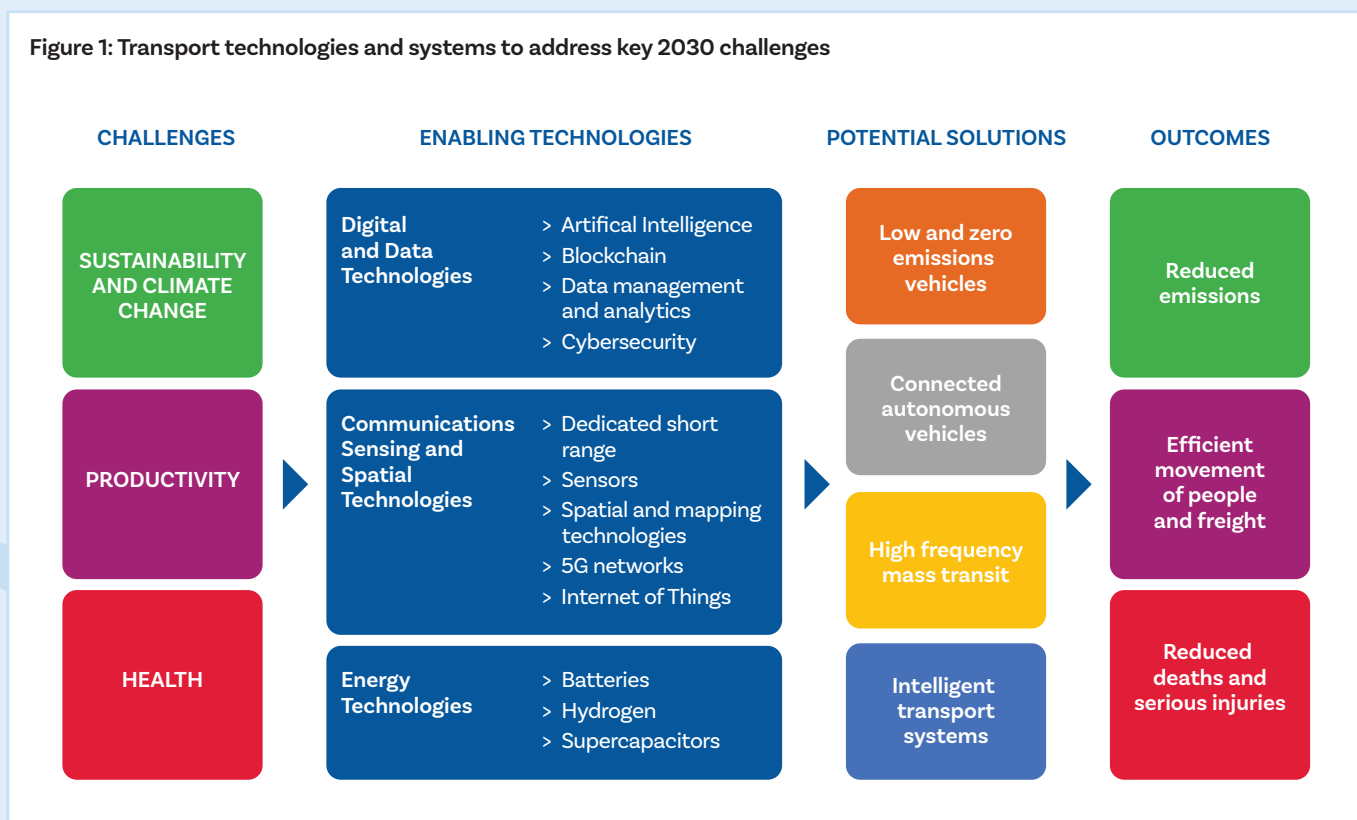 Figure 1: Transport technologies and systems to address key 2030 challenges
CHALLENGES
SUSTAINABILITY
AND CLIMATE
CHANGE
PRODUCTIVITY
HEALTH
ENABLING TECHNOLOGIES
Digital
and Data
Technologies
> Artifical Intelligence
> Blockchain
> Data management
and analytics
> Cybersecurity
Communications
Sensing and
Spatial
Technologies
> Dedicated short
range
> Sensors
> Spatial and mapping
technologies
> 5G networks
> Internet of Things
Energy
Technologies
> Batteries
> Hydrogen
> Supercapacitors
POTENTIAL SOLUTIONS
Low and zero
emissions
vehicles
Connected
autonomous
vehicles
High frequency
mass transit
Intelligent
transport
systems
OUTCOMES
Reduced
emissions
Efficient
movement
of people
and freight
Reduced
deaths and
serious injuries